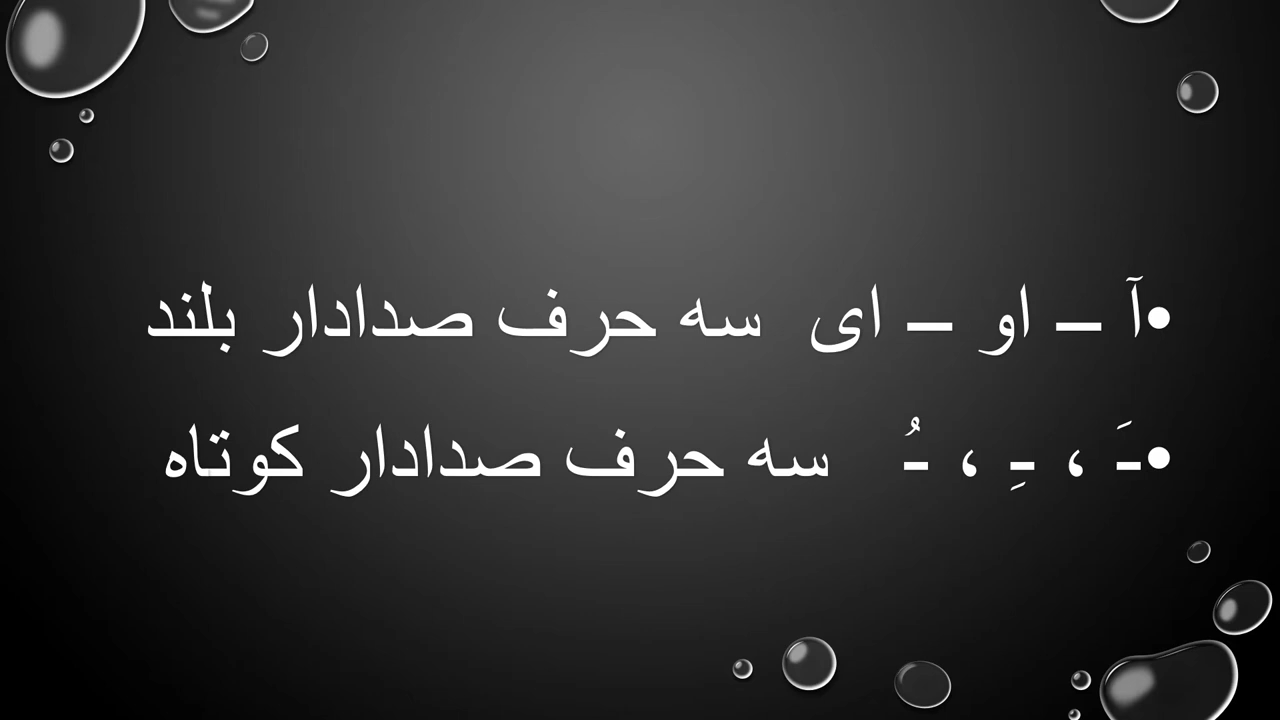 •آ – او – ای سه حرف صدادار بلند
•ـَ ، ـِ ، ـُ سه حرف صدادار کوتاه